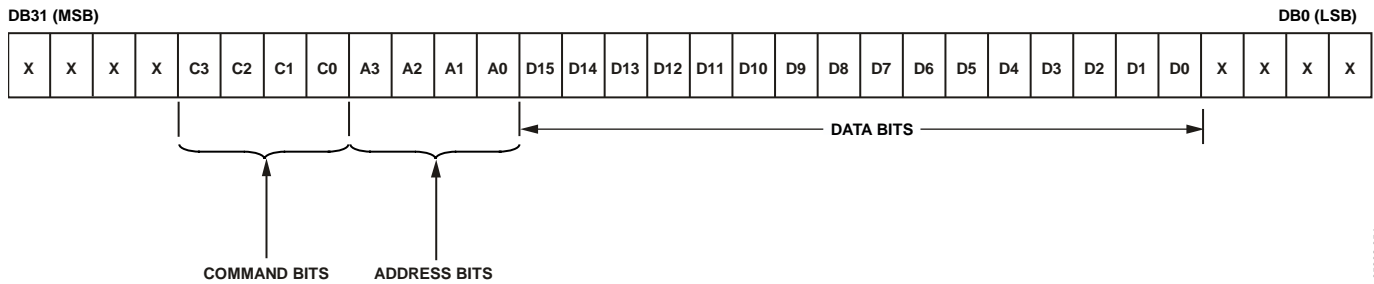 DB31 (MSB) DB0 (LSB)
X X X X C3 C2 C1 C0 A3 A2 A1 A0 D15 D14 D13 D12 D11 D10 D9 D8 D7 D6 D5 D4 D3 D2 D1 D0 X X X X
DATA BITS
COMMAND BITS ADDRESS BITS